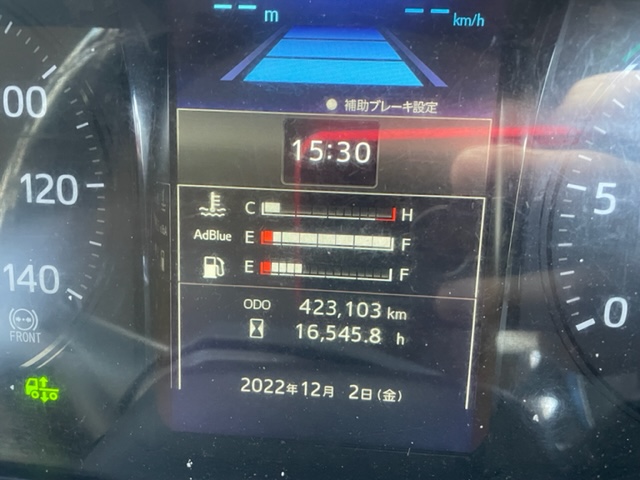 -- m
-- km/h
補助ブレーキ設定
15:30
C H
AdBlue E F
E F
ODO 423,103 km
16,545.8 h
2022年12月 2日(金)
00
120
140
FRONT
5
0